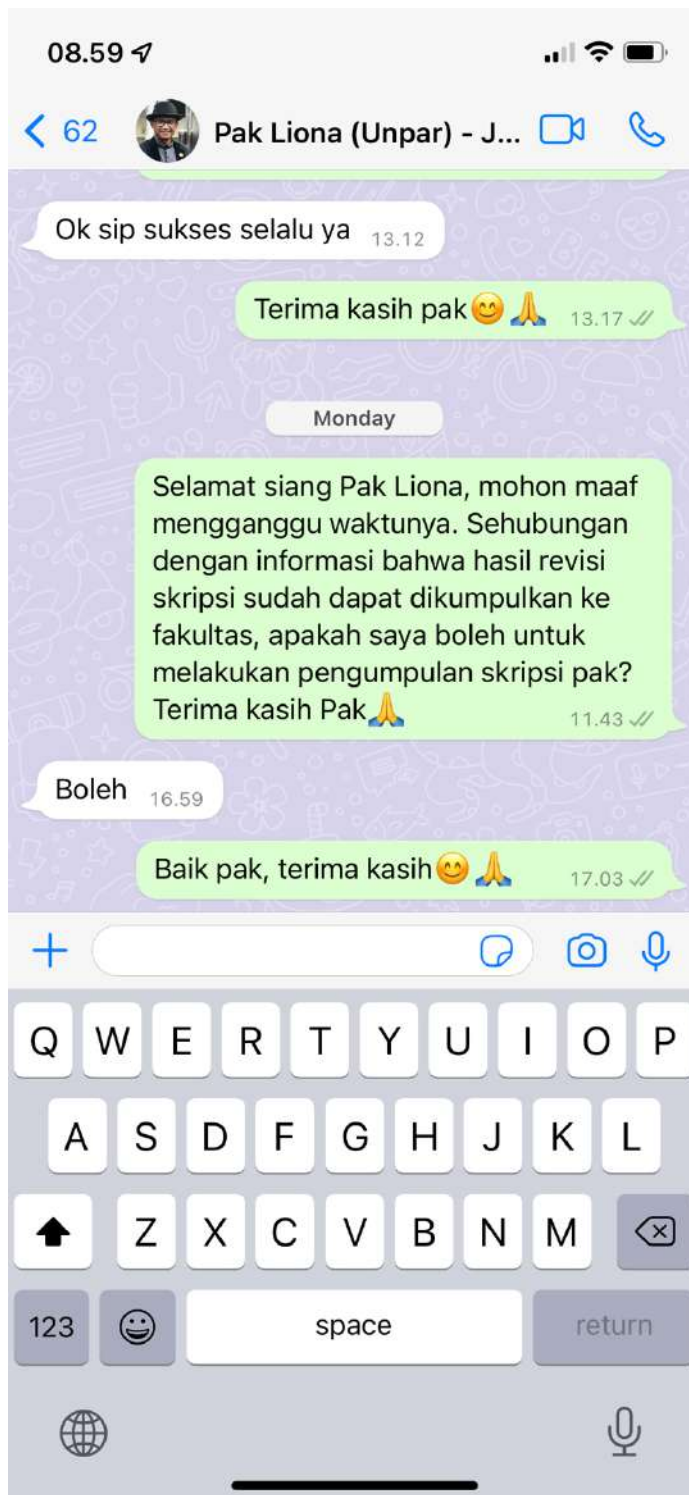 08.59
62
Pak Liona (Unpar) - J...
Ok sip sukses selalu ya 13.12
Terima kasih pak😊🙏 13.17
Monday
Selamat siang Pak Liona, mohon maaf
mengganggu waktunya. Sehubungan
dengan informasi bahwa hasil revisi
skripsi sudah dapat dikumpulkan ke
fakultas, apakah saya boleh untuk
melakukan pengumpulan skripsi pak?
Terima kasih Pak🙏 11.43
Boleh 16.59
Baik pak, terima kasih😊🙏 17.03
Q W E R T Y U I O P
A S D F G H J K L
Z X C V B N M
123 space return